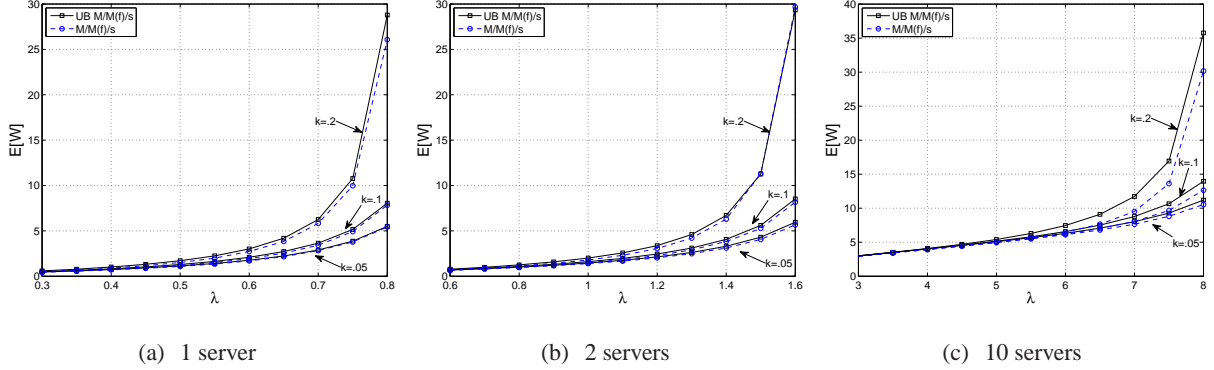 UB M/M(f)/s
M/M(f)/s
E[W]
30
25
20
15
10
5
0
k=.2
k=.1
k=.05
0.3 0.4 0.5 0.6 0.7 0.8
λ
(a) 1 server
UB M/M(f)/s
M/M(f)/s
E[W]
30
25
20
15
10
5
0
k=.2
k=.1
k=.05
0.6 0.8 1 1.2 1.4 1.6
λ
(b) 2 servers
UB M/M(f)/s
M/M(f)/s
E[W]
40
35
30
25
20
15
10
5
0
k=.2
k=.1
k=.05
3 4 5 6 7 8
λ
(c) 10 servers